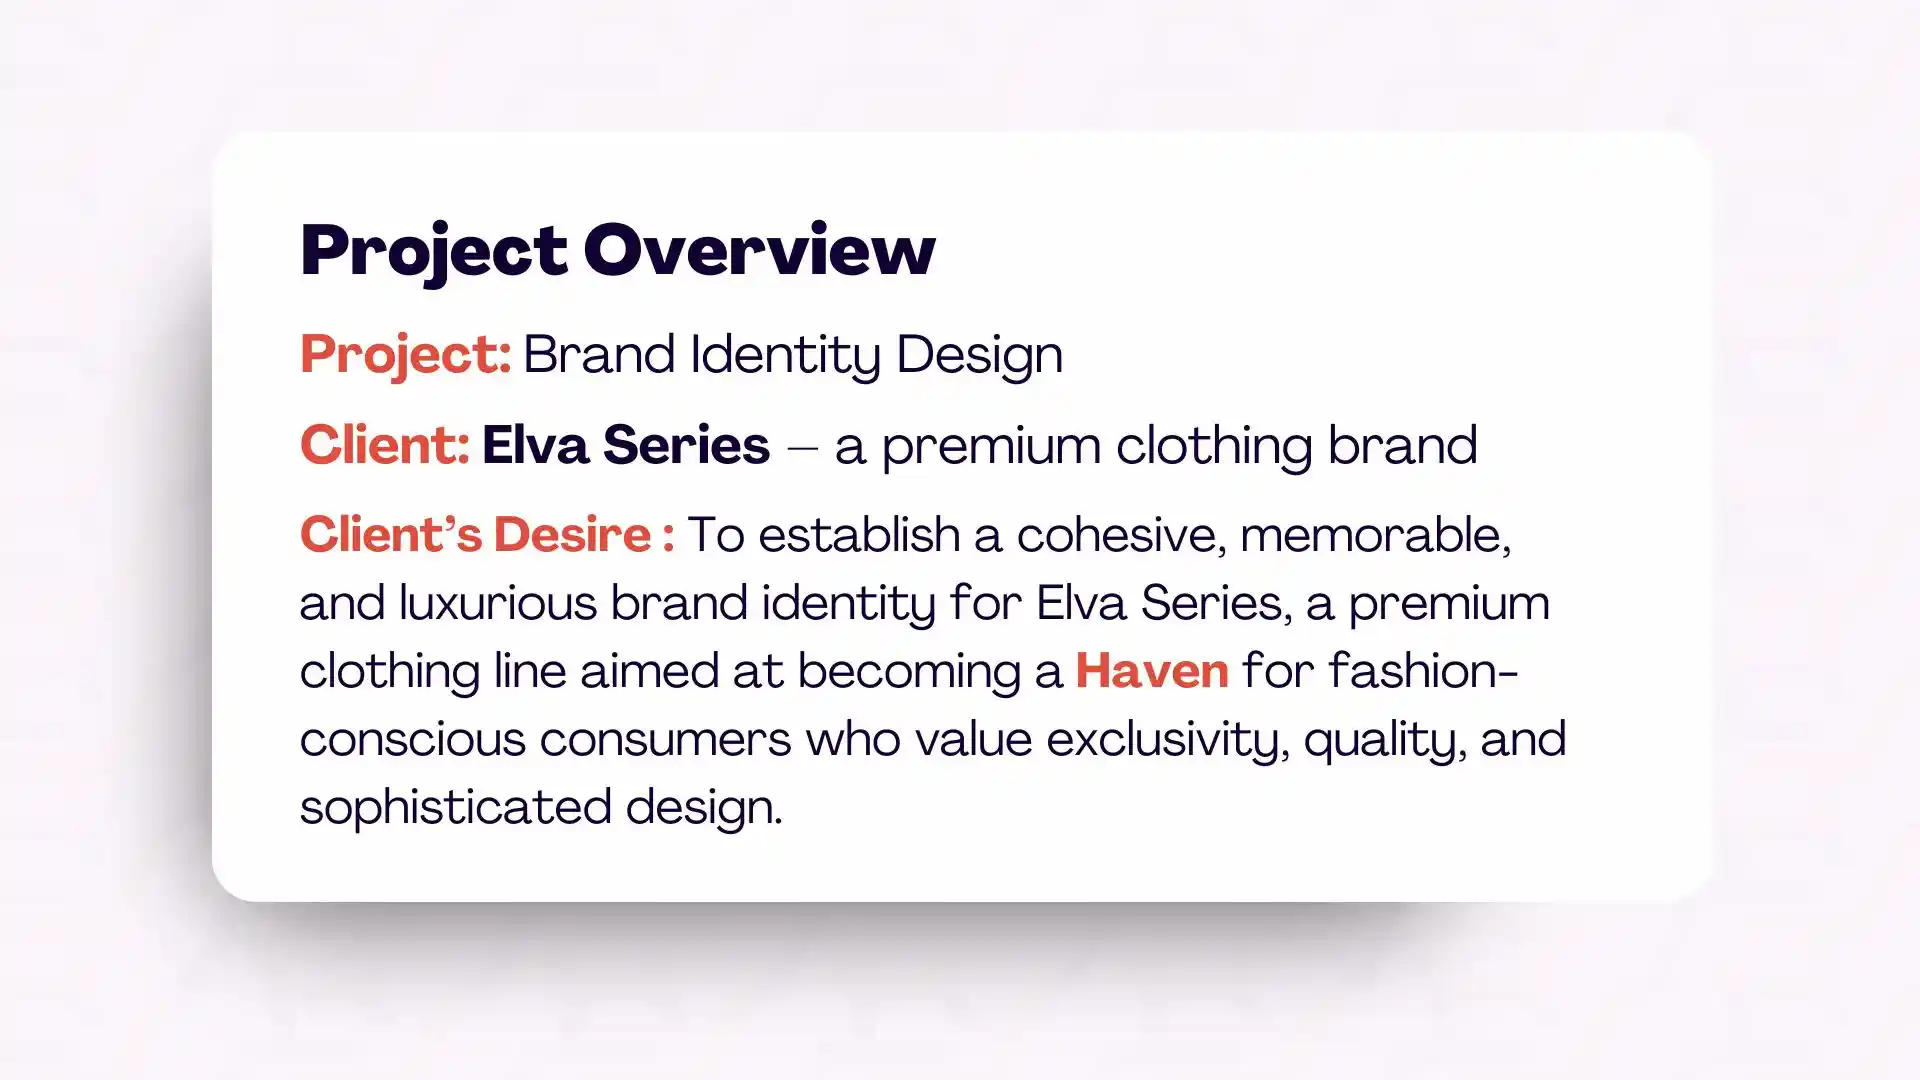 Project Overview
Project: Brand Identity Design
Client: Elva Series – a premium clothing brand
Client’s Desire : To establish a cohesive, memorable,
and luxurious brand identity for Elva Series, a premium
clothing line aimed at becoming a Haven for fashion-
conscious consumers who value exclusivity, quality, and
sophisticated design.